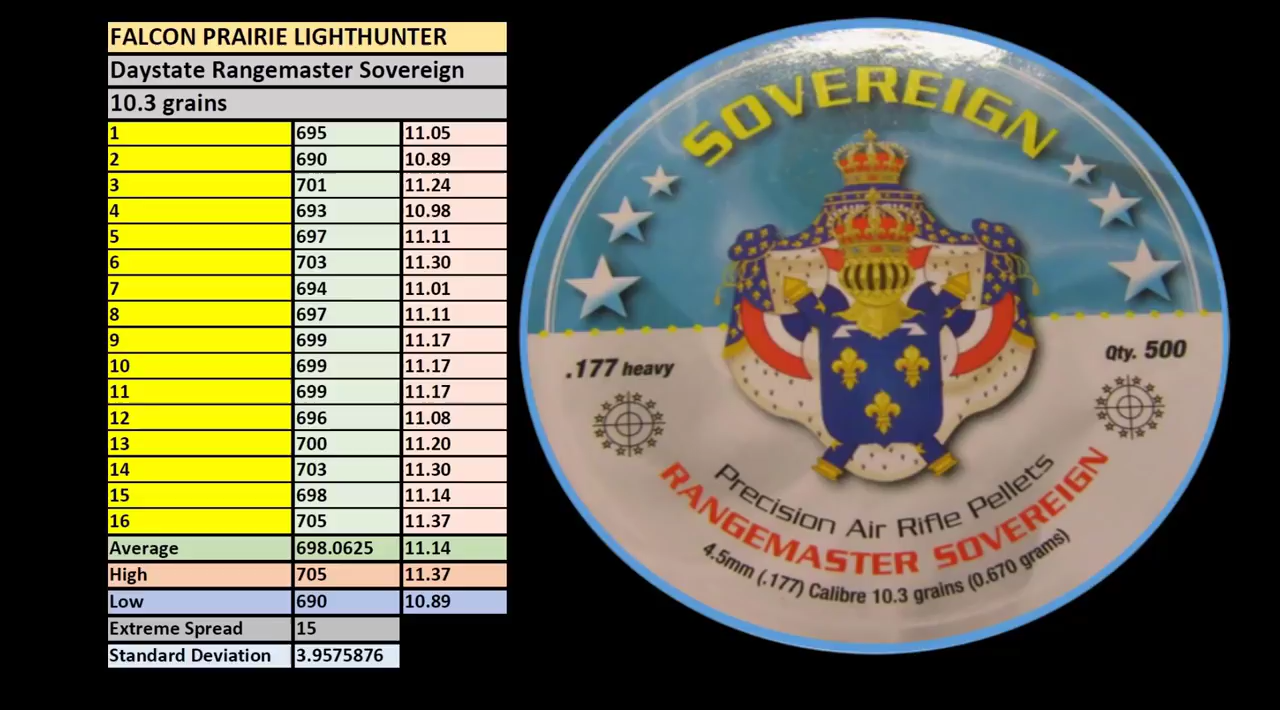 FALCON PRAIRIE LIGHTHUNTER
Daystate Rangemaster Sovereign
10.3 grains
1 695 11.05
2 690 10.89
3 701 11.24
4 693 10.98
5 697 11.11
6 703 11.30
7 694 11.01
8 697 11.11
9 699 11.17
10 699 11.17
11 699 11.17
12 696 11.08
13 700 11.20
14 703 11.30
15 698 11.14
16 705 11.37
Average 698.0625 11.14
High 705 11.37
Low 690 10.89
Extreme Spread 15
Standard Deviation 3.9575876
SOVEREIGN
.177 heavy
Qty. 500
Precision Air Rifle Pellets
RANGEMASTER SOVEREIGN
4.5mm (.177) Calibre 10.3 grains (0.670 grams)